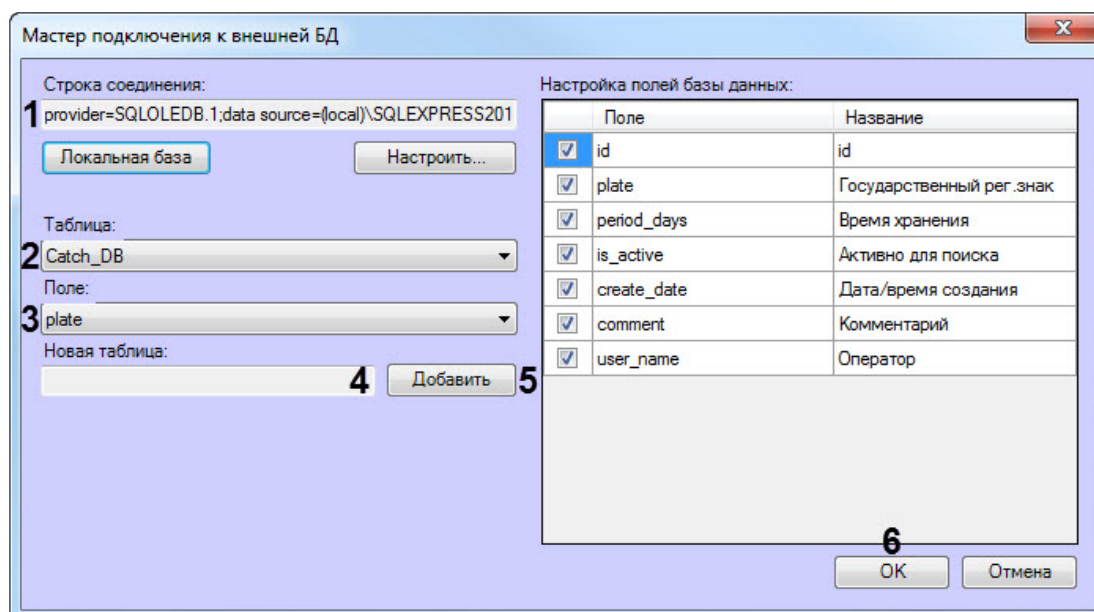 Мастер подключения к внешней БД
Строка соединения:
1 provider=SQLOLEDB.1;data source=(local)\SQLEXPRESS201
Локальная база Настроить...
Таблица:
2 Catch_DB
Поле:
3 plate
Новая таблица:
4 Добавить 5
Настройка полей базы данных:
Поле Название
id id
plate Государственный рег.знак
period_days Время хранения
is_active Активно для поиска
create_date Дата/время создания
comment Комментарий
user_name Оператор
6
OK Отмена